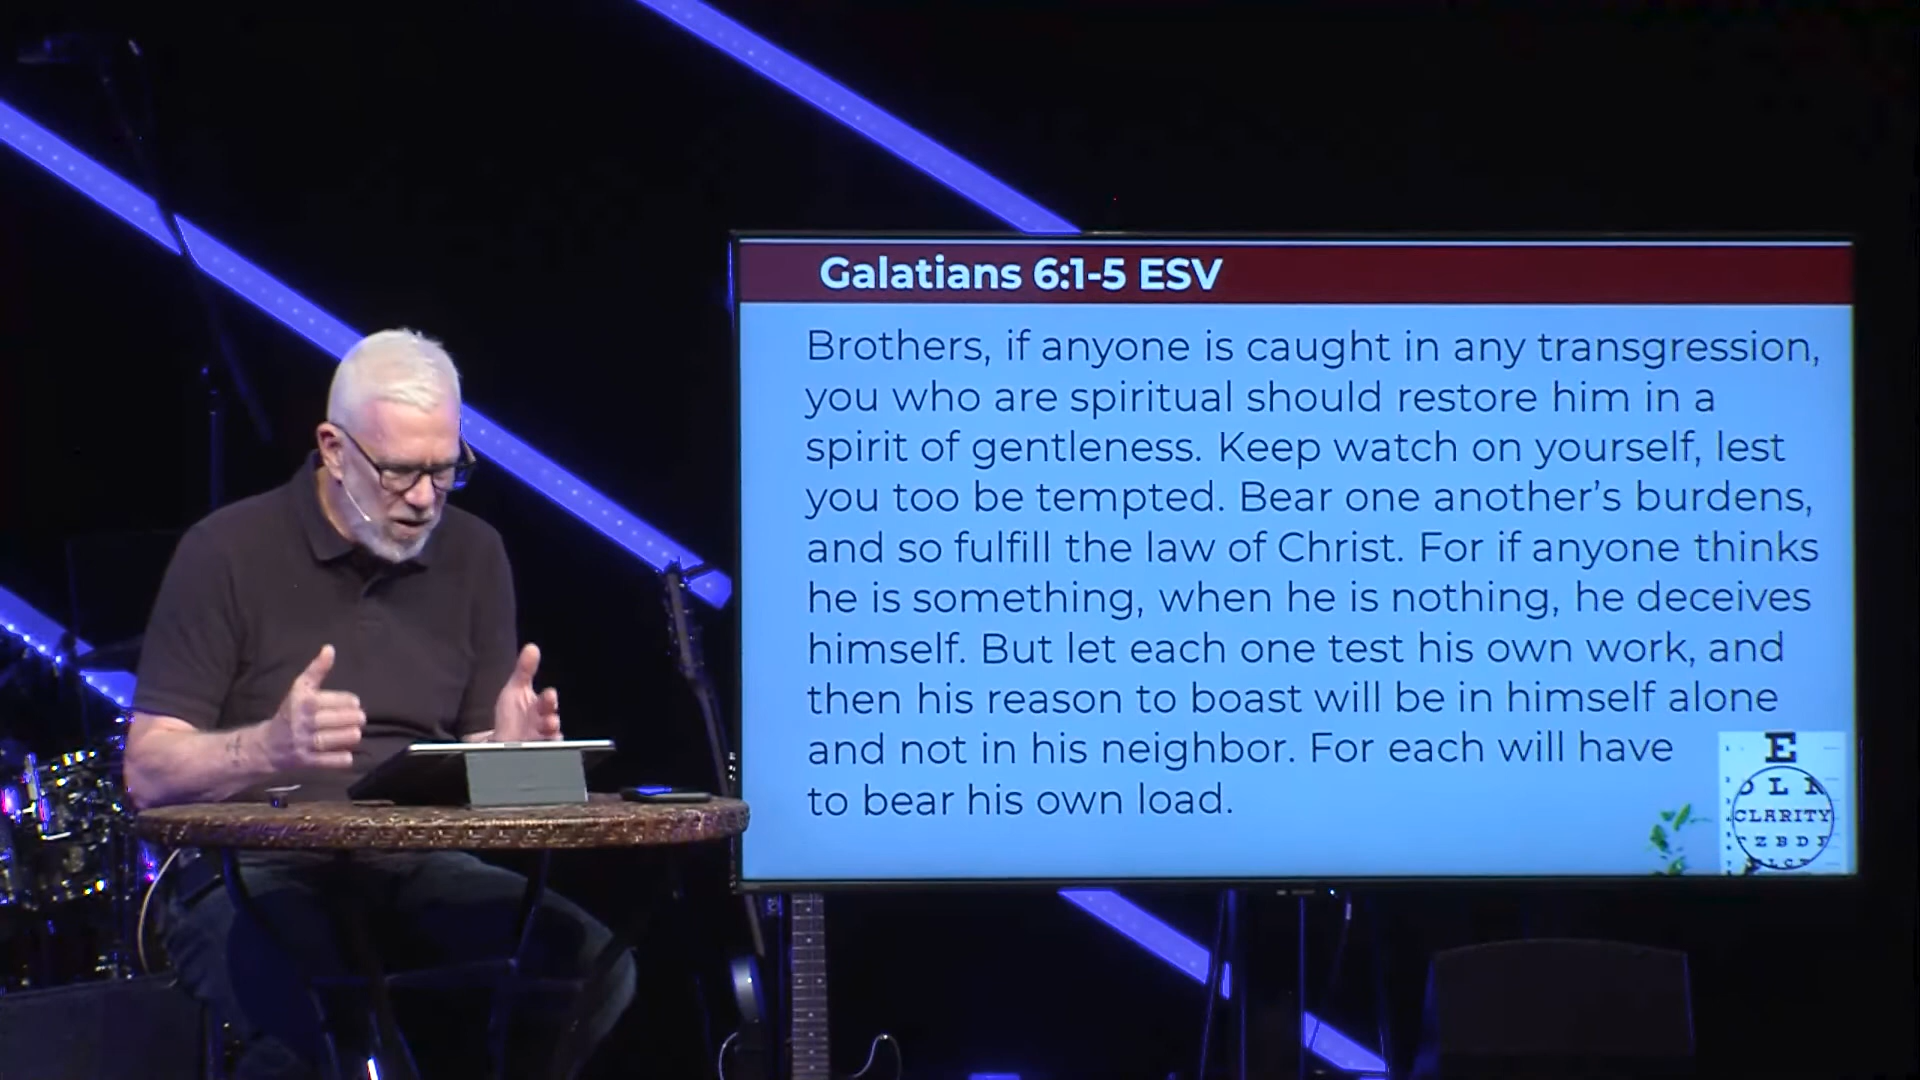 Galatians 6:1-5 ESV
Brothers, if anyone is caught in any transgression,
you who are spiritual should restore him in a
spirit of gentleness. Keep watch on yourself, lest
you too be tempted. Bear one another’s burdens,
and so fulfill the law of Christ. For if anyone thinks
he is something, when he is nothing, he deceives
himself. But let each one test his own work, and
then his reason to boast will be in himself alone
and not in his neighbor. For each will have
to bear his own load.
E
CLARITY
Z B D